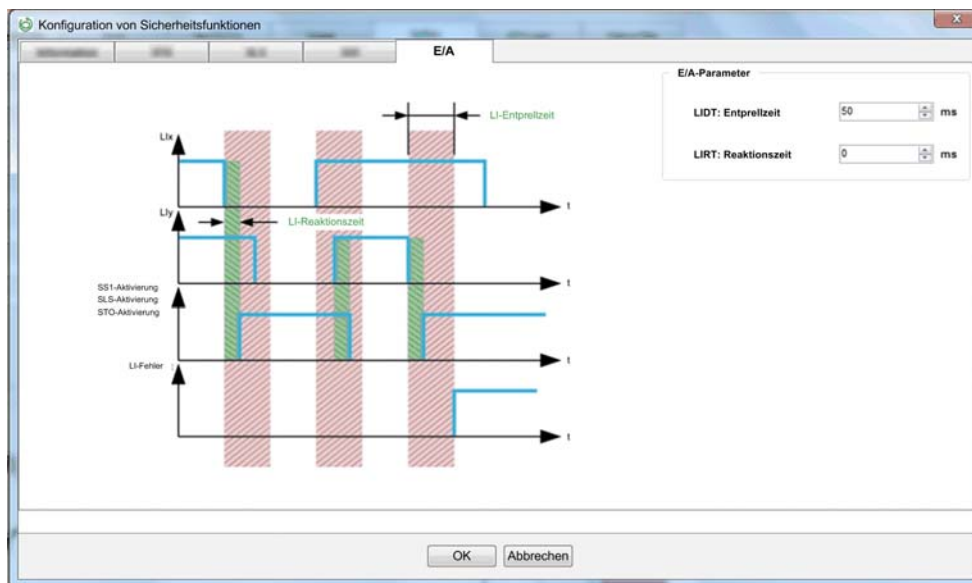 Konfiguration von Sicherheitsfunktionen
x
E/A
E/A-Parameter
LIDT: Entprellzeit 50 ms
LIRT: Reaktionszeit 0 ms
LI-Entprellzeit
LIx
t
LIy
LI-Reaktionszeit
t
SS1-Aktivierung
SLS-Aktivierung
STO-Aktivierung
t
LI-Fehler
t
OK Abbrechen